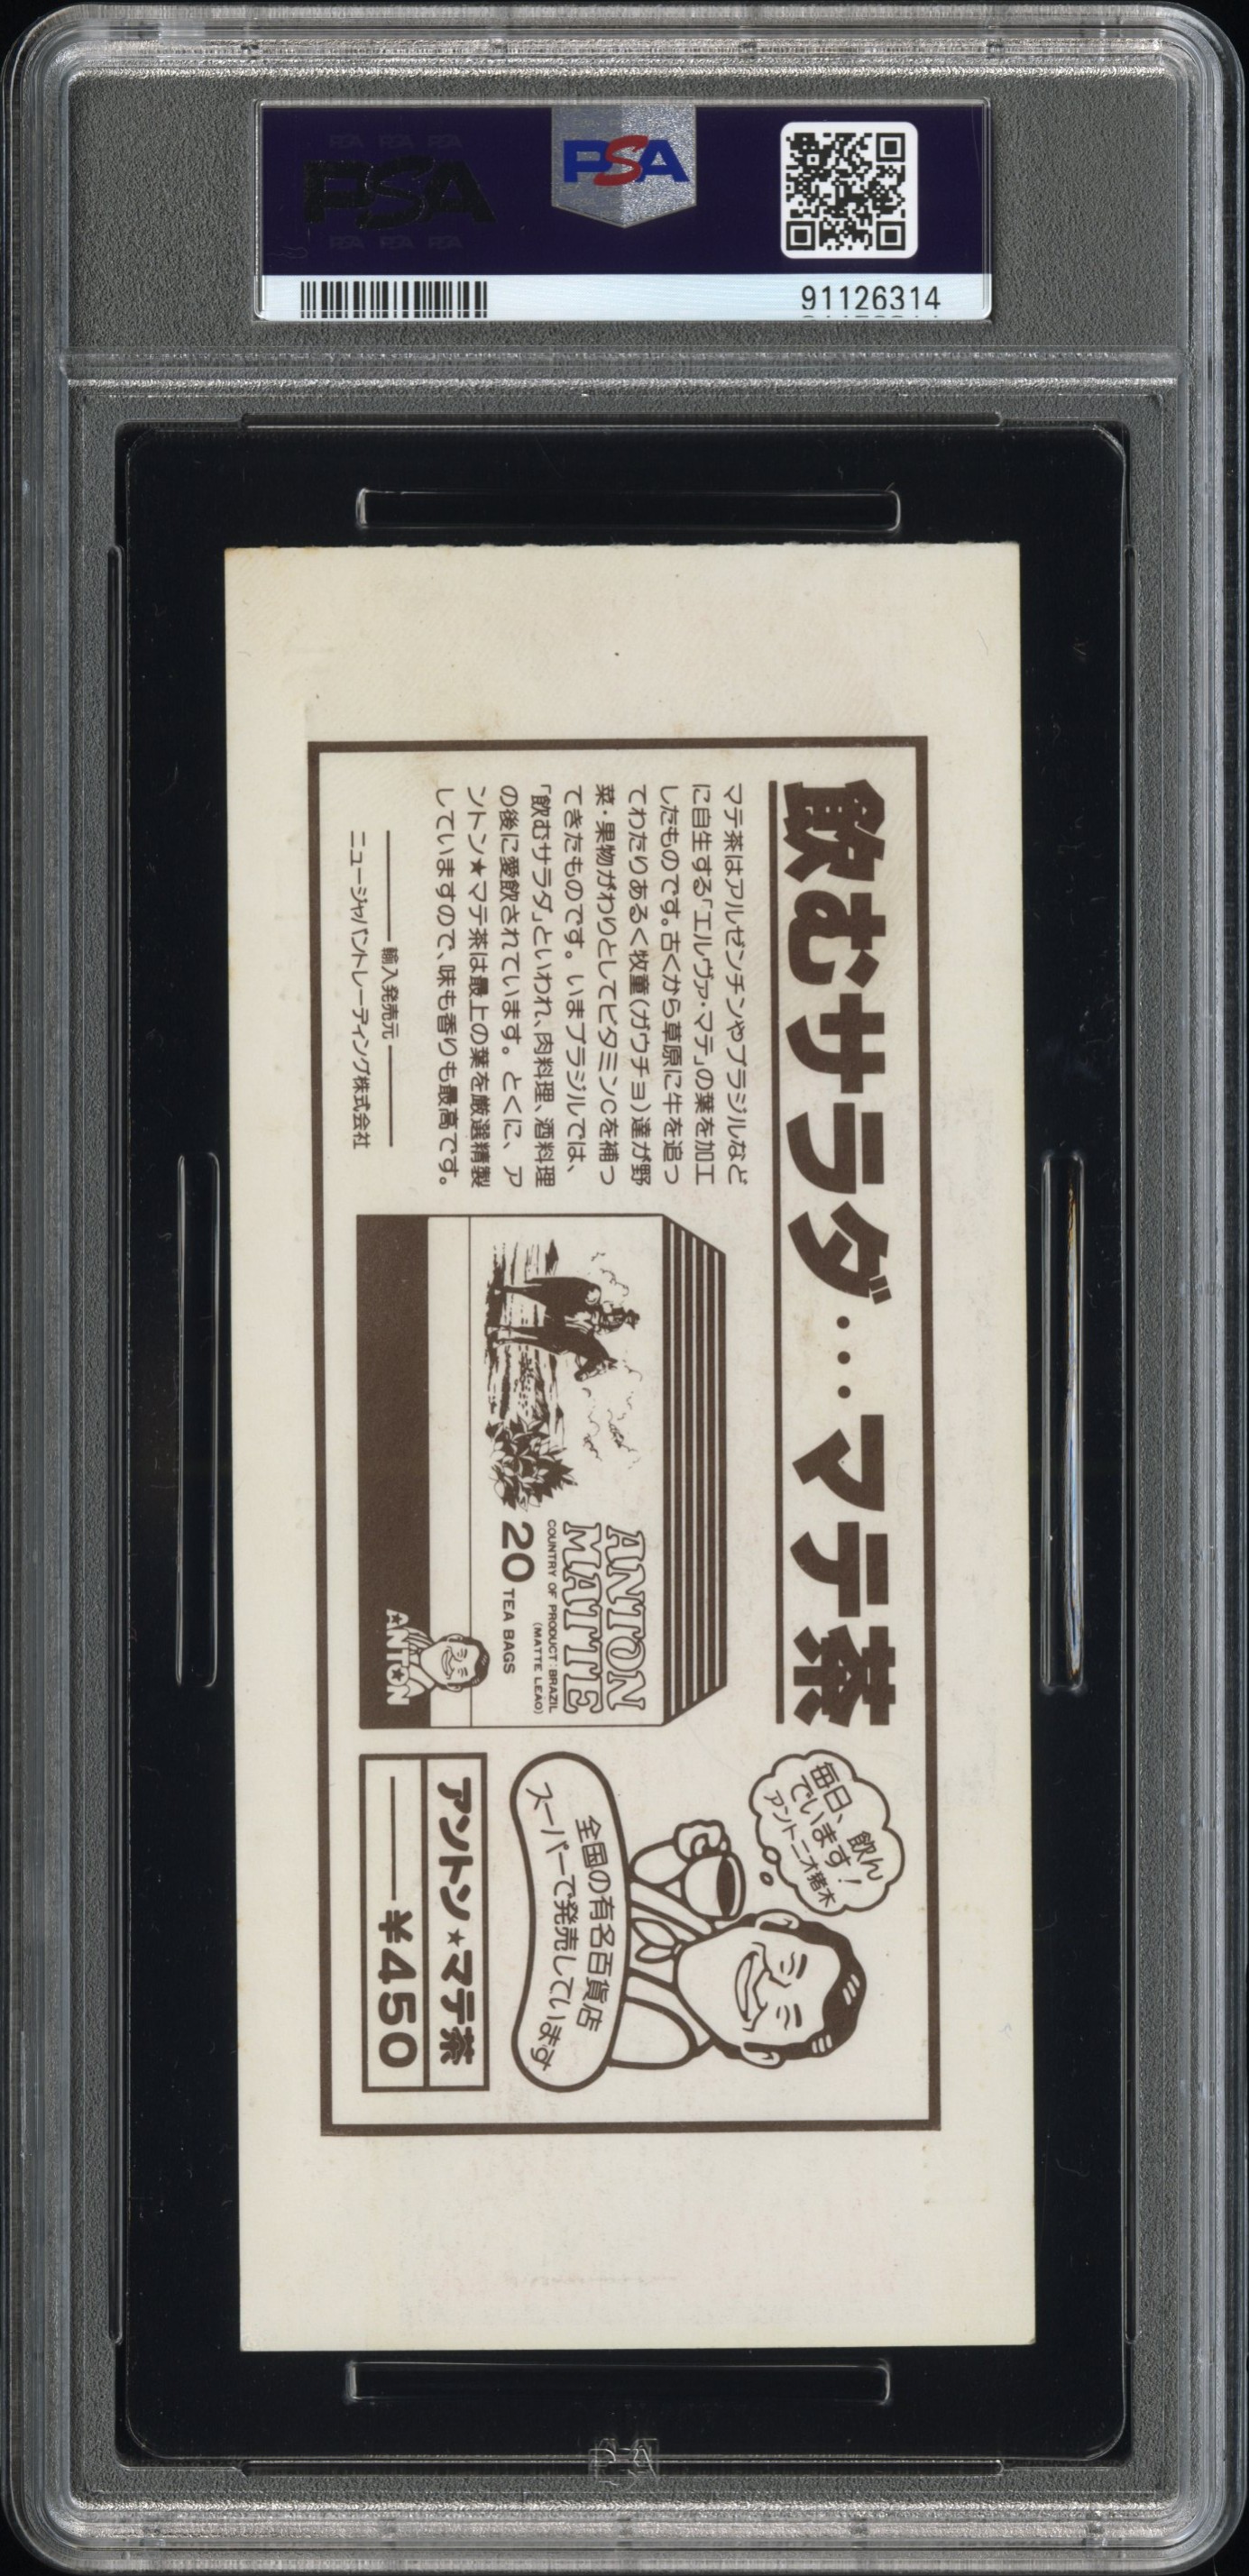 PSA
PSA
91126314
飲むサラダ…マテ茶
マテ茶はアルゼンチンやブラジルなど
に自生する「エルヴァ・マテ」の葉を加工
したものです。古くから草原に牛を追っ
てわたりあるく牧童(ガウチョ)達が野
菜・果物がわりとしてビタミンCを補っ
てきたものです。いまブラジルでは、
「飲むサラダ」といわれ、肉料理、酒料理
の後に愛飲されています。とくに、ア
ントン★マテ茶は最上の葉を厳選精製
していますので、味も香りも最高です。
輸入発売元
ニュージャパントレーディング株式会社
ANTON
MATTE
(MATTE LEÃO)
COUNTRY OF PRODUCT:BRAZIL
20 TEA BAGS
ANTON
毎日、飲ん
でいます!
アントニオ猪木
全国の有名百貨店
スーパーで発売しています
アントン★マテ茶
¥450